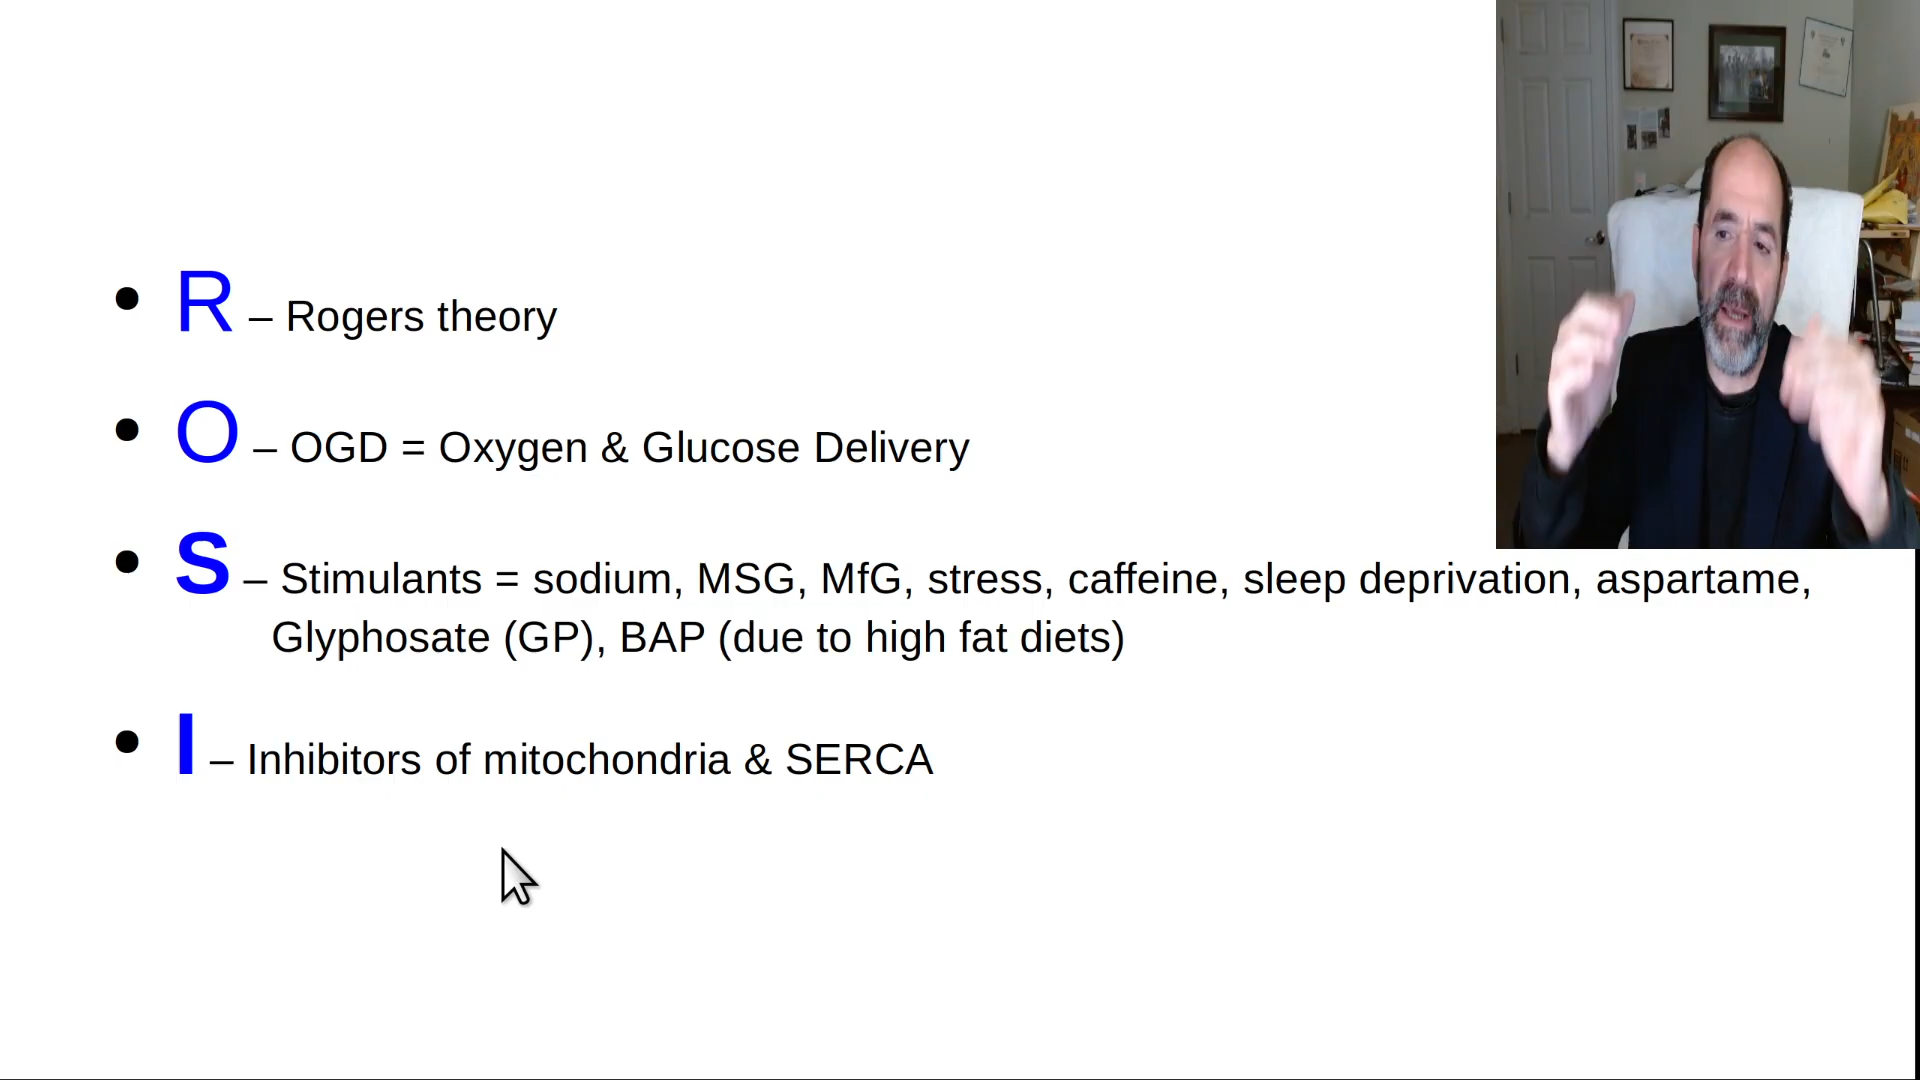 • R – Rogers theory
• O – OGD = Oxygen & Glucose Delivery
• S – Stimulants = sodium, MSG, MfG, stress, caffeine, sleep deprivation, aspartame,
Glyphosate (GP), BAP (due to high fat diets)
• I – Inhibitors of mitochondria & SERCA